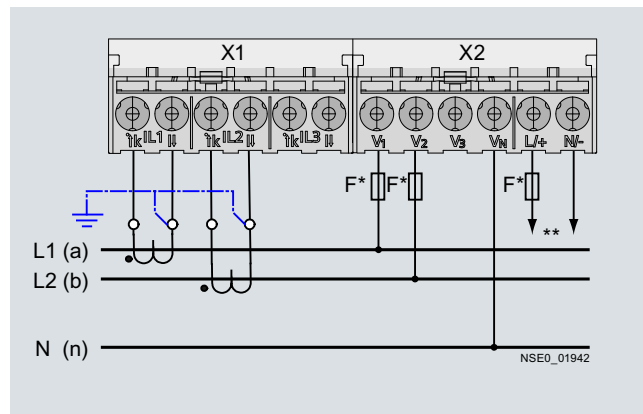 X1 X2
IL1 IL2 IL3 V1 V2 V3 VN L/+ N/-
F* F* F*
**
L1 (a)
L2 (b)
N (n)
NSE0_01942